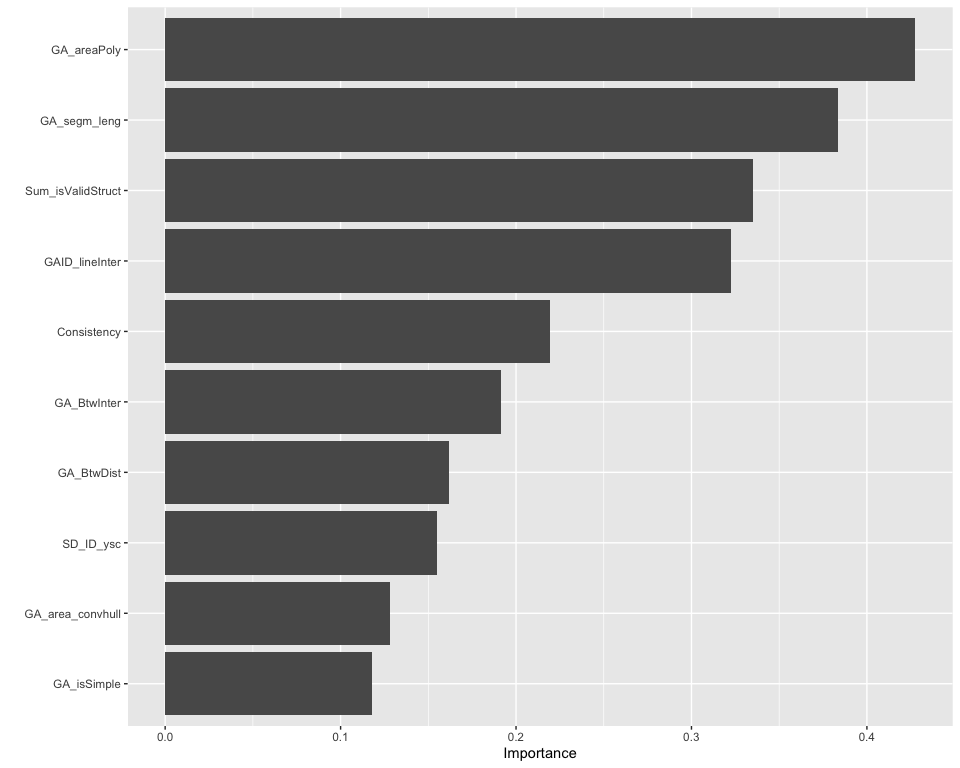 GA_areaPoly
GA_segm_leng
Sum_isValidStruct
GAID_lineInter
Consistency
GA_BtwInter
GA_BtwDist
SD_ID_ysc
GA_area_convhull
GA_isSimple
0.0 0.1 0.2 0.3 0.4
Importance